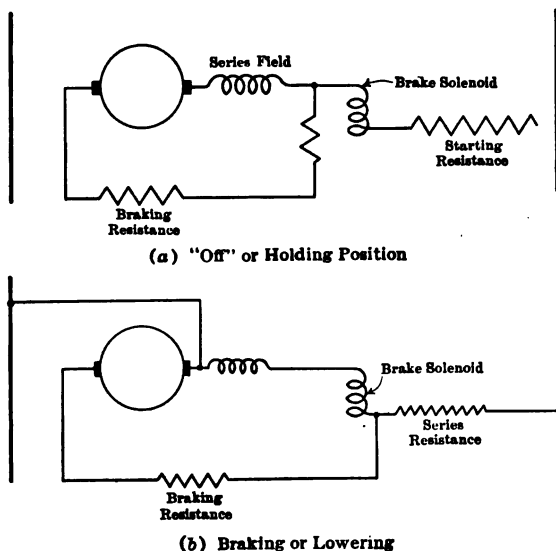 Series Field
Brake Solenoid
Starting
Resistance
Braking
Resistance
(a) "Off" or Holding Position
Brake Solenoid
Series
Resistance
Braking
Resistance
(b) Braking or Lowering